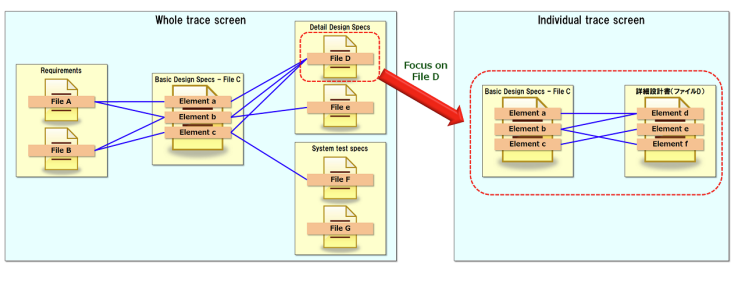 Whole trace screen
Requirements
File A
File B
Basic Design Specs - File C
Element a
Element b
Element c
Detail Design Specs
File D
File e
System test specs
File F
File G
Focus on
File D
Individual trace screen
Basic Design Specs - File C
Element a
Element b
Element c
詳細設計書(ファイルD)
Element d
Element e
Element f